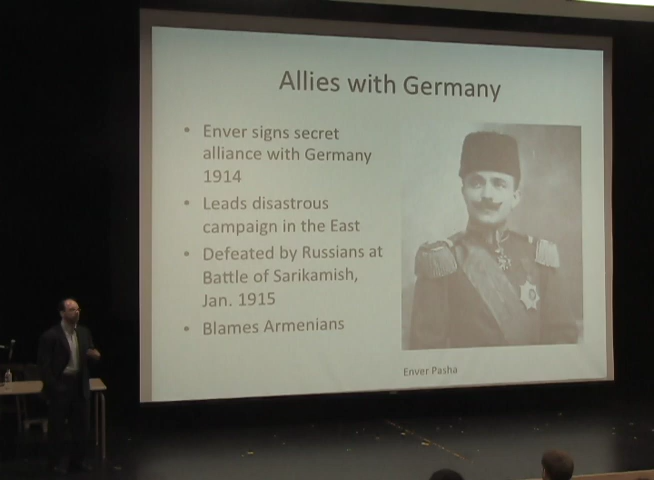 Allies with Germany
• Enver signs secret
alliance with Germany
1914
• Leads disastrous
campaign in the East
• Defeated by Russians at
Battle of Sarikamish,
Jan. 1915
• Blames Armenians
Enver Pasha